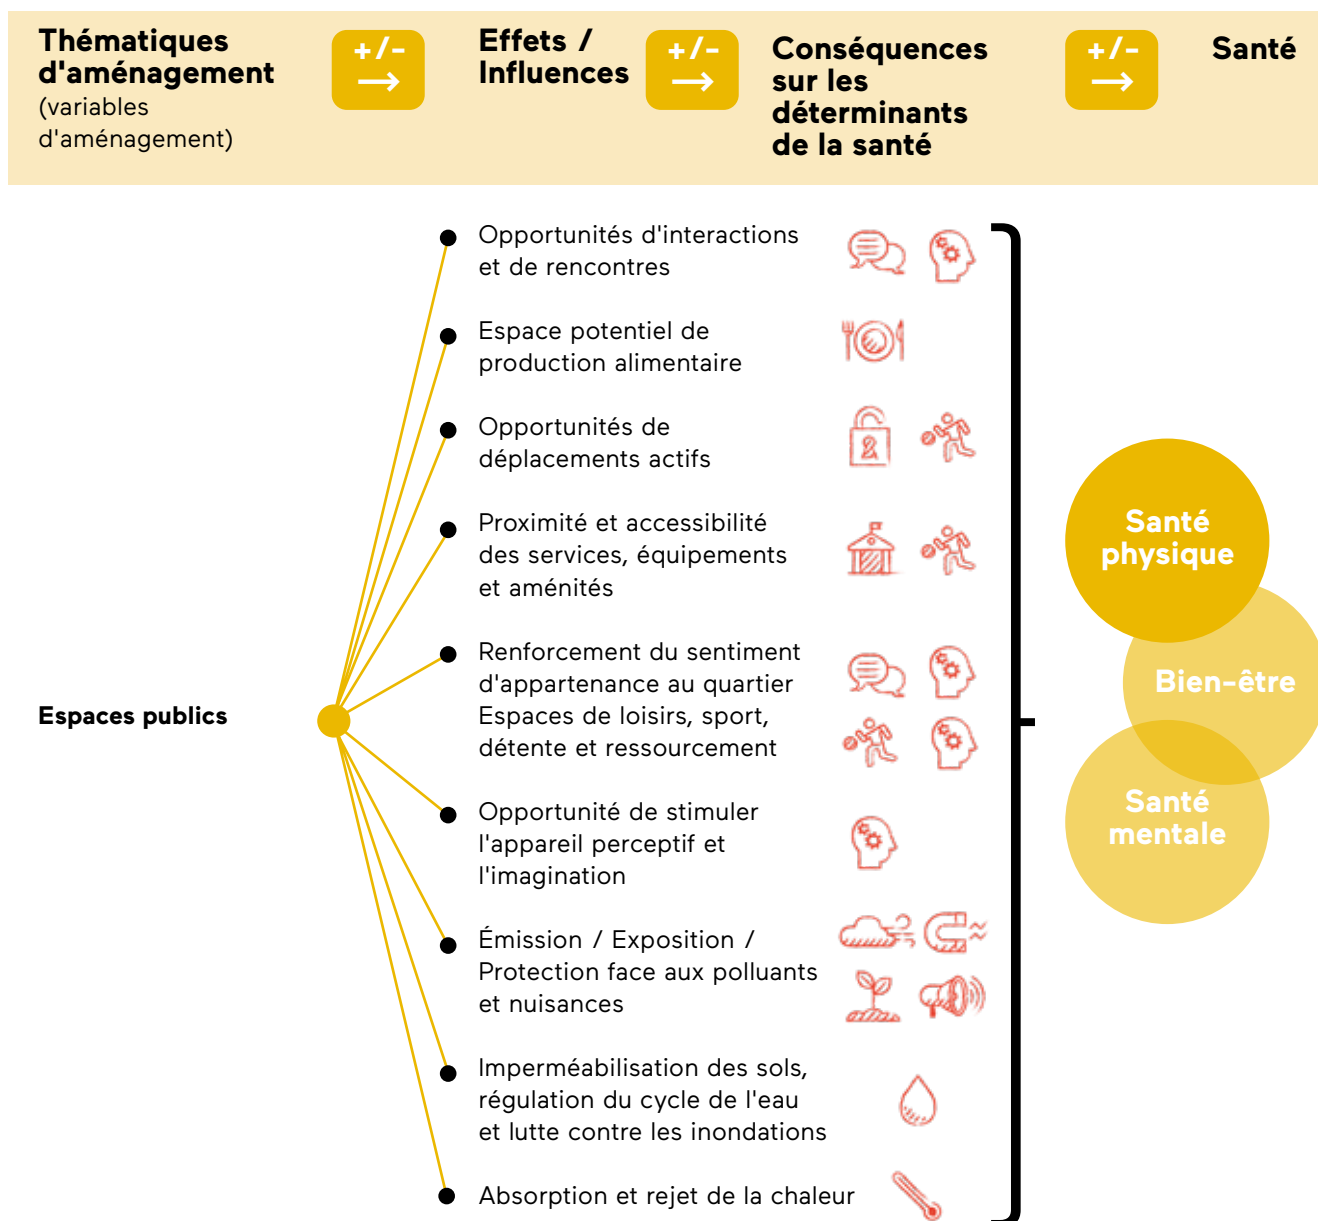 Thématiques
d'aménagement
(variables
d'aménagement)
+/-
→
Effets /
Influences
+/-
→
Conséquences
sur les
déterminants
de la santé
+/-
→
Santé
Espaces publics
Opportunités d'interactions
et de rencontres
Espace potentiel de
production alimentaire
Opportunités de
déplacements actifs
Proximité et accessibilité
des services, équipements
et aménités
Renforcement du sentiment
d'appartenance au quartier
Espaces de loisirs, sport,
détente et ressourcement
Opportunité de stimuler
l'appareil perceptif et
l'imagination
Émission / Exposition /
Protection face aux polluants
et nuisances
Imperméabilisation des sols,
régulation du cycle de l'eau
et lutte contre les inondations
Absorption et rejet de la chaleur
Santé
physique
Bien-être
Santé
mentale